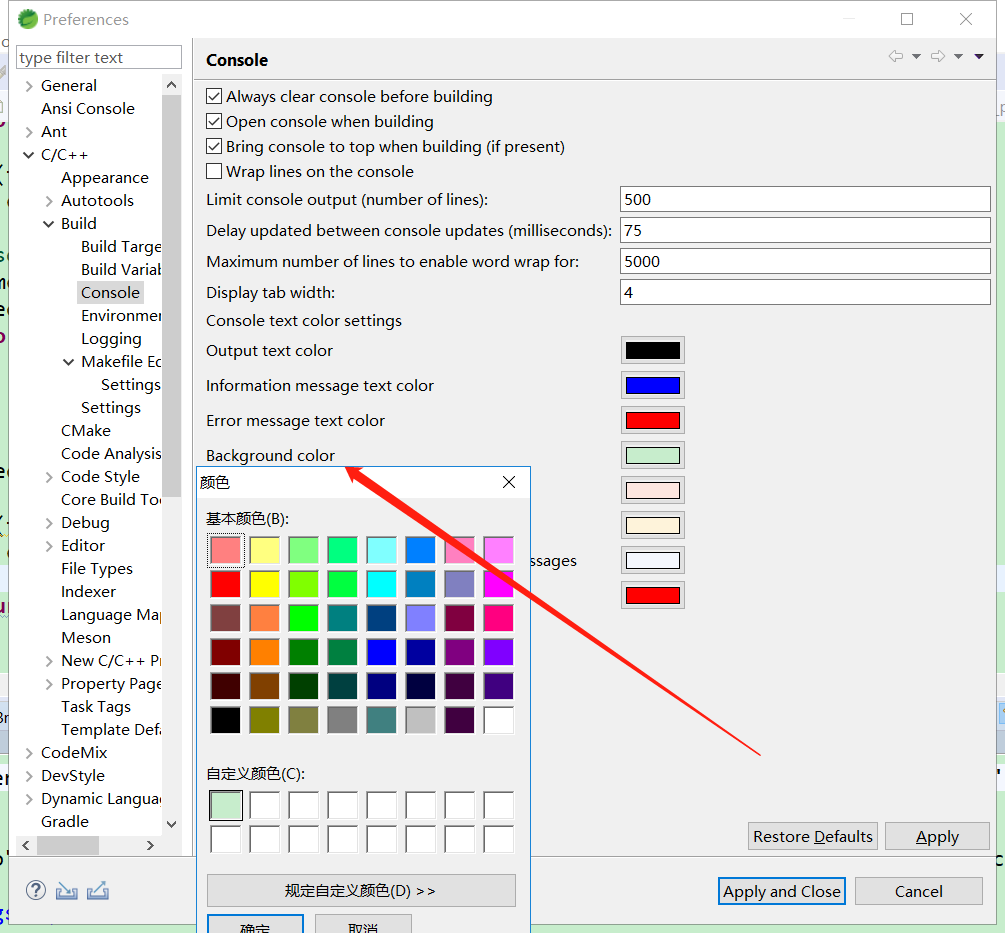 Preferences
type filter text
General
Ansi Console
Ant
C/C++
Appearance
Autotools
Build
Build Targe
Build Variab
Console
Environmer
Logging
Makefile Ec
Settings
Settings
CMake
Code Analysis
Code Style
Core Build Too
Debug
Editor
File Types
Indexer
Language Map
Meson
New C/C++ Pr
Property Page
Task Tags
Template Defa
CodeMix
DevStyle
Dynamic Languag
Gradle
Console
Always clear console before building
Open console when building
Bring console to top when building (if present)
Wrap lines on the console
Limit console output (number of lines): 500
Delay updated between console updates (milliseconds): 75
Maximum number of lines to enable word wrap for: 5000
Display tab width: 4
Console text color settings
Output text color
Information message text color
Error message text color
Background color
ssages
颜色
基本颜色(B):
自定义颜色(C):
规定自定义颜色(D) >>
确定 取消
Restore Defaults Apply
Apply and Close Cancel